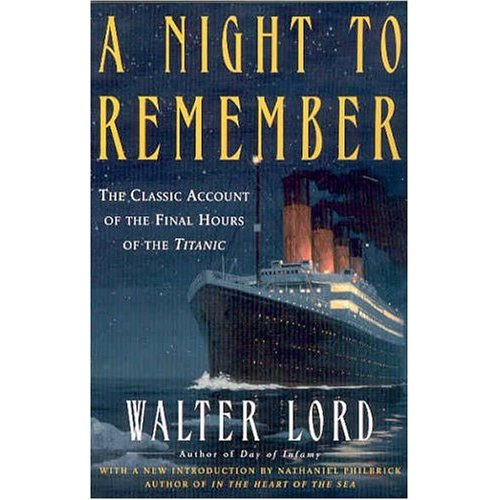 A NIGHT TO
REMEMBER
THE CLASSIC ACCOUNT
OF THE FINAL HOURS
OF THE TITANIC
WALTER LORD
Author of Day of Infamy
WITH A NEW INTRODUCTION BY NATHANIEL PHILBRICK
AUTHOR OF IN THE HEART OF THE SEA